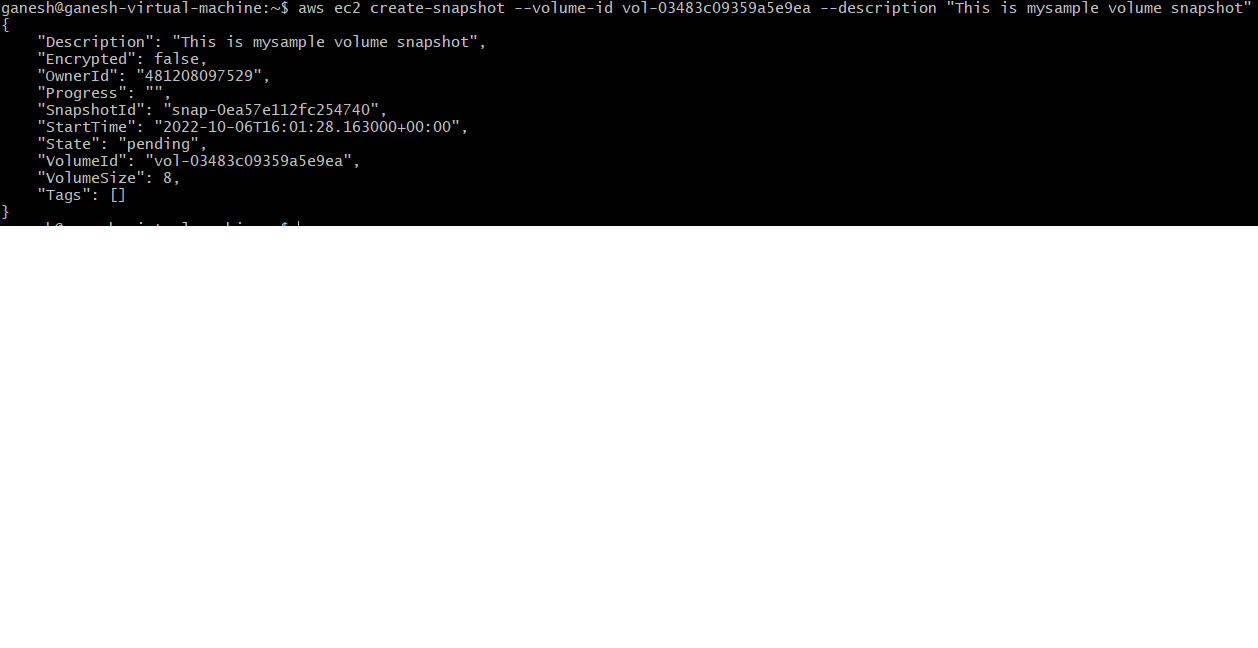 ganesh@ganesh-virtual-machine:~$ aws ec2 create-snapshot --volume-id vol-03483c09359a5e9ea --description "This is mysample volume snapshot"
{
    "Description": "This is mysample volume snapshot",
    "Encrypted": false,
    "OwnerId": "481208097529",
    "Progress": "",
    "SnapshotId": "snap-0ea57e112fc254740",
    "StartTime": "2022-10-06T16:01:28.163000+00:00",
    "State": "pending",
    "VolumeId": "vol-03483c09359a5e9ea",
    "VolumeSize": 8,
    "Tags": []
}